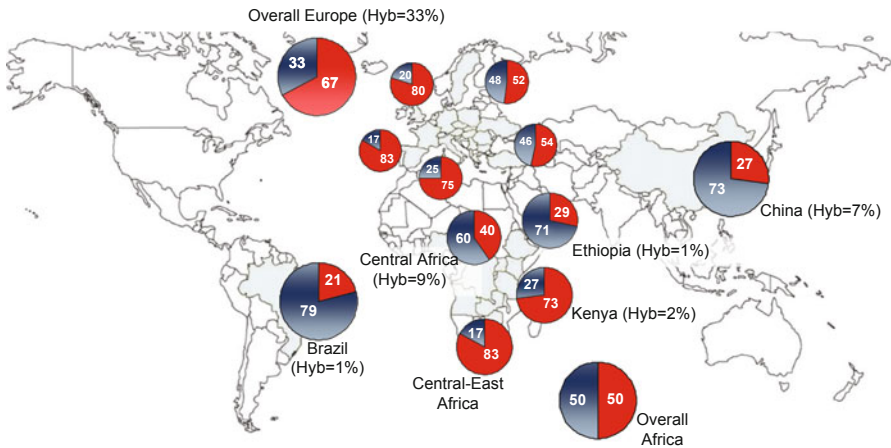 Overall Europe (Hyb=33%)
33
67
20
80
48
52
17
83
46
54
25
75
27
73
China (Hyb=7%)
29
71
Ethiopia (Hyb=1%)
60
40
Central Africa
(Hyb=9%)
27
73
Kenya (Hyb=2%)
21
79
Brazil
(Hyb=1%)
17
83
Central-East
Africa
50
50
Overall
Africa